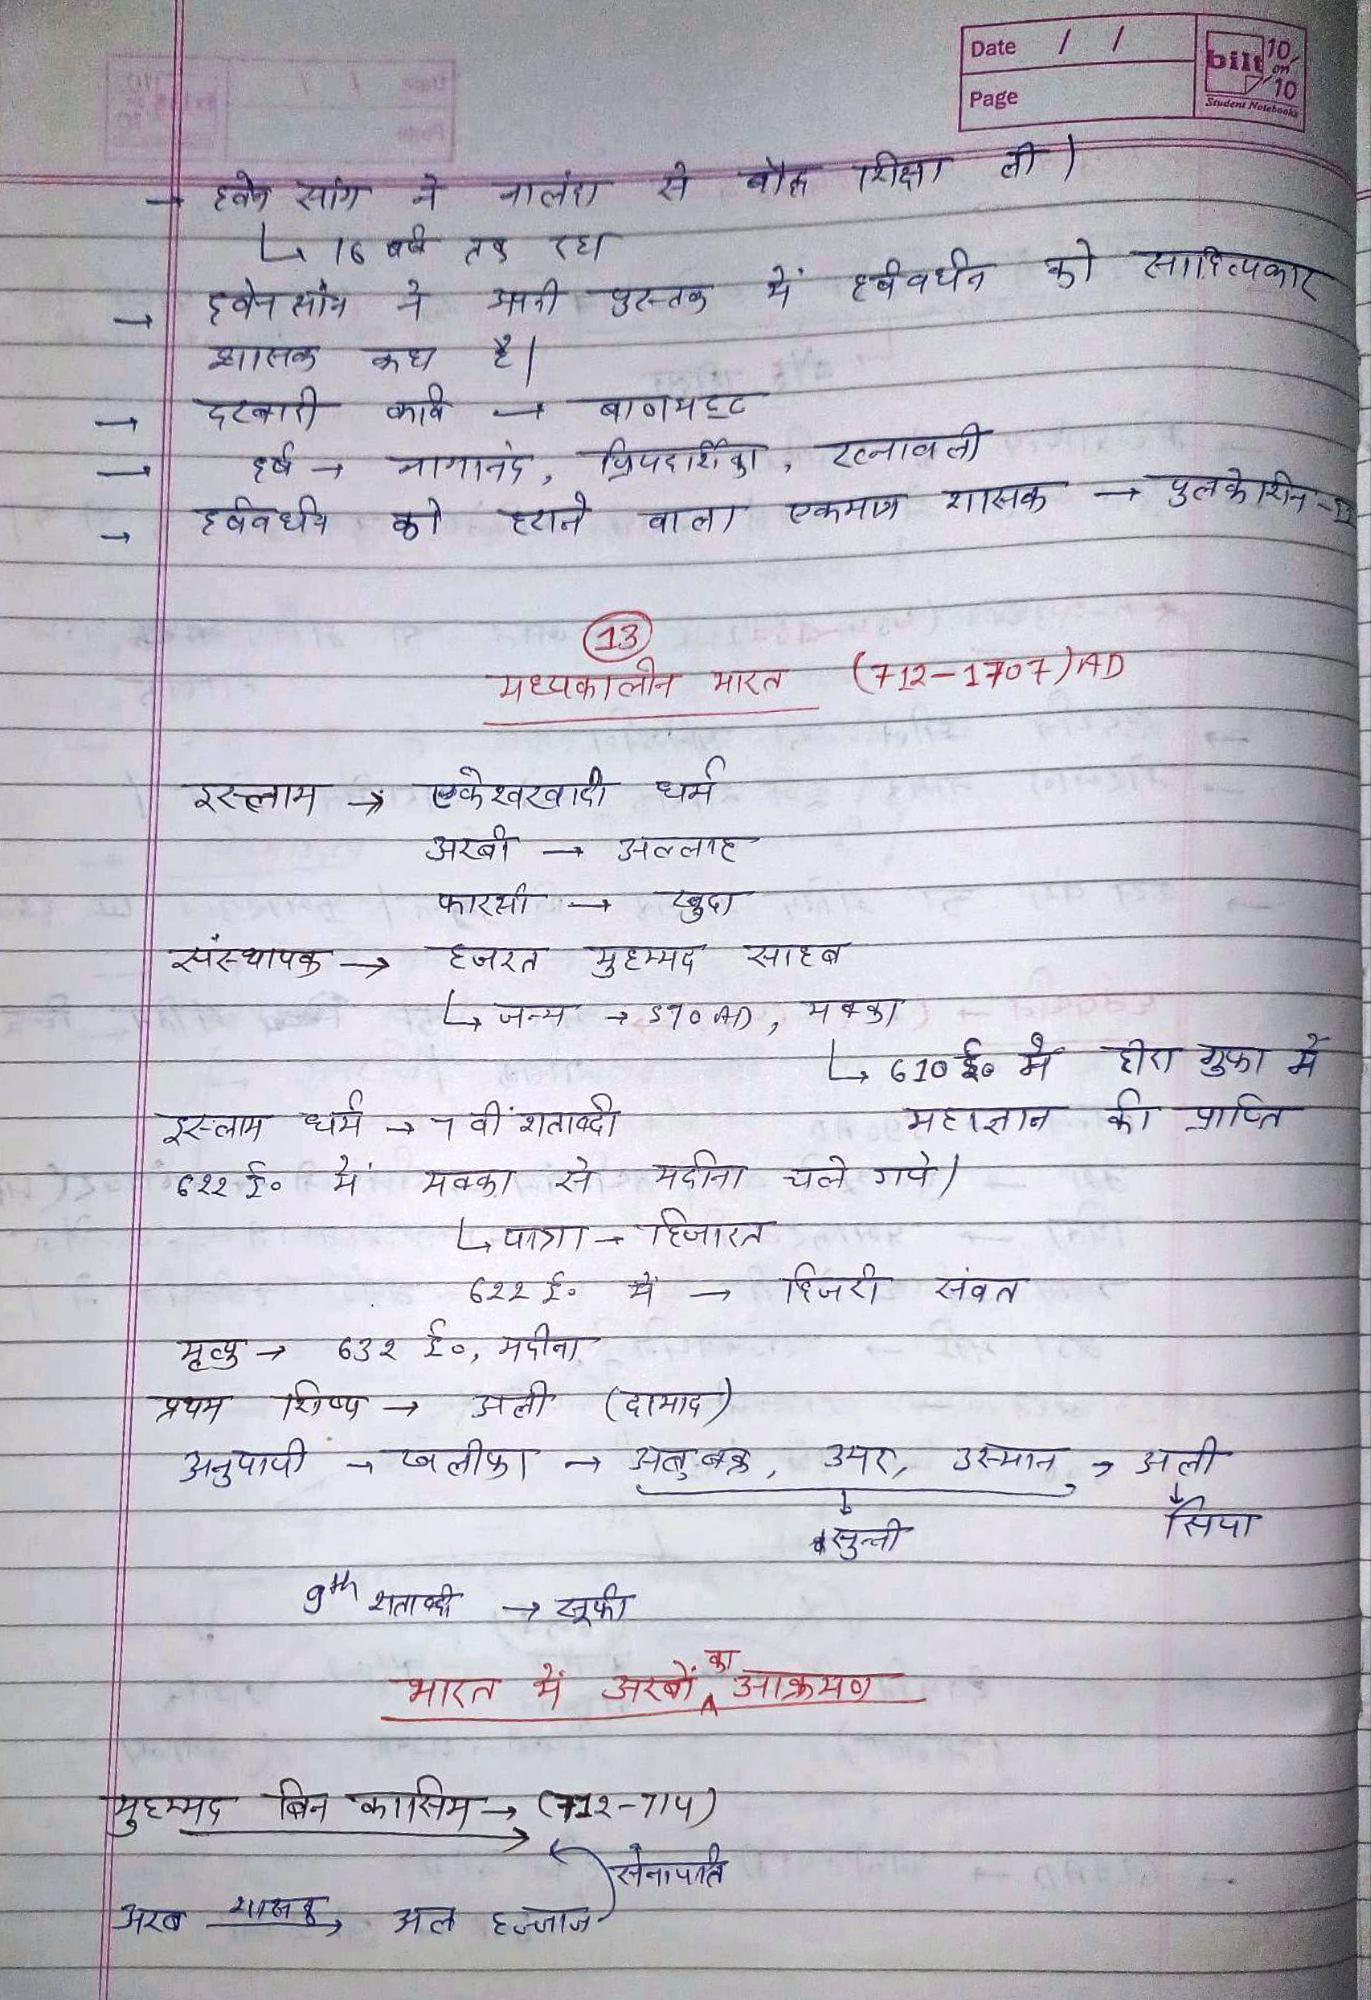 Date / /
Page
bilt 10 on 10
Student Notebooks
→ ह्वेन सांग ने नालंदा से बौद्ध शिक्षा ली।
↳ 16 वर्ष तक रहा
→ ह्वेन सांग ने अपनी पुस्तक में हर्षवर्धन को साहित्यकार
शासक कहा है।
→ दरबारी कवि → बाणभट्ट
→ हर्ष → नागानंद, प्रियदर्शिका, रत्नावली
→ हर्षवर्धन को हराने वाला एकमात्र शासक → पुलकेशिन-II
13
मध्यकालीन भारत (712-1707)AD
इस्लाम → एकेश्वरवादी धर्म
अरबी → अल्लाह
फारसी → खुदा
संस्थापक → हजरत मुहम्मद साहब
↳ जन्म → 570 AD, मक्का
↳ 610 ई० में हीरा गुफा में
महाज्ञान की प्राप्ति
इस्लाम धर्म → 7 वीं शताब्दी
622 ई० में मक्का से मदीना चले गये।
↳ यात्रा → हिजारत
622 ई० में → हिजरी संवत
मृत्यु → 632 ई०, मदीना
प्रथम शिष्य → अली (दामाद)
अनुयायी → खलीफा → अबु बक्र, उमर, उस्मान → अली
↓ सुन्नी ↓ सिया
9th शताब्दी → सूफी
भारत में अरबों का आक्रमण
मुहम्मद बिन कासिम → (712-714)
सेनापति
अरब शासक → अल हज्जाज